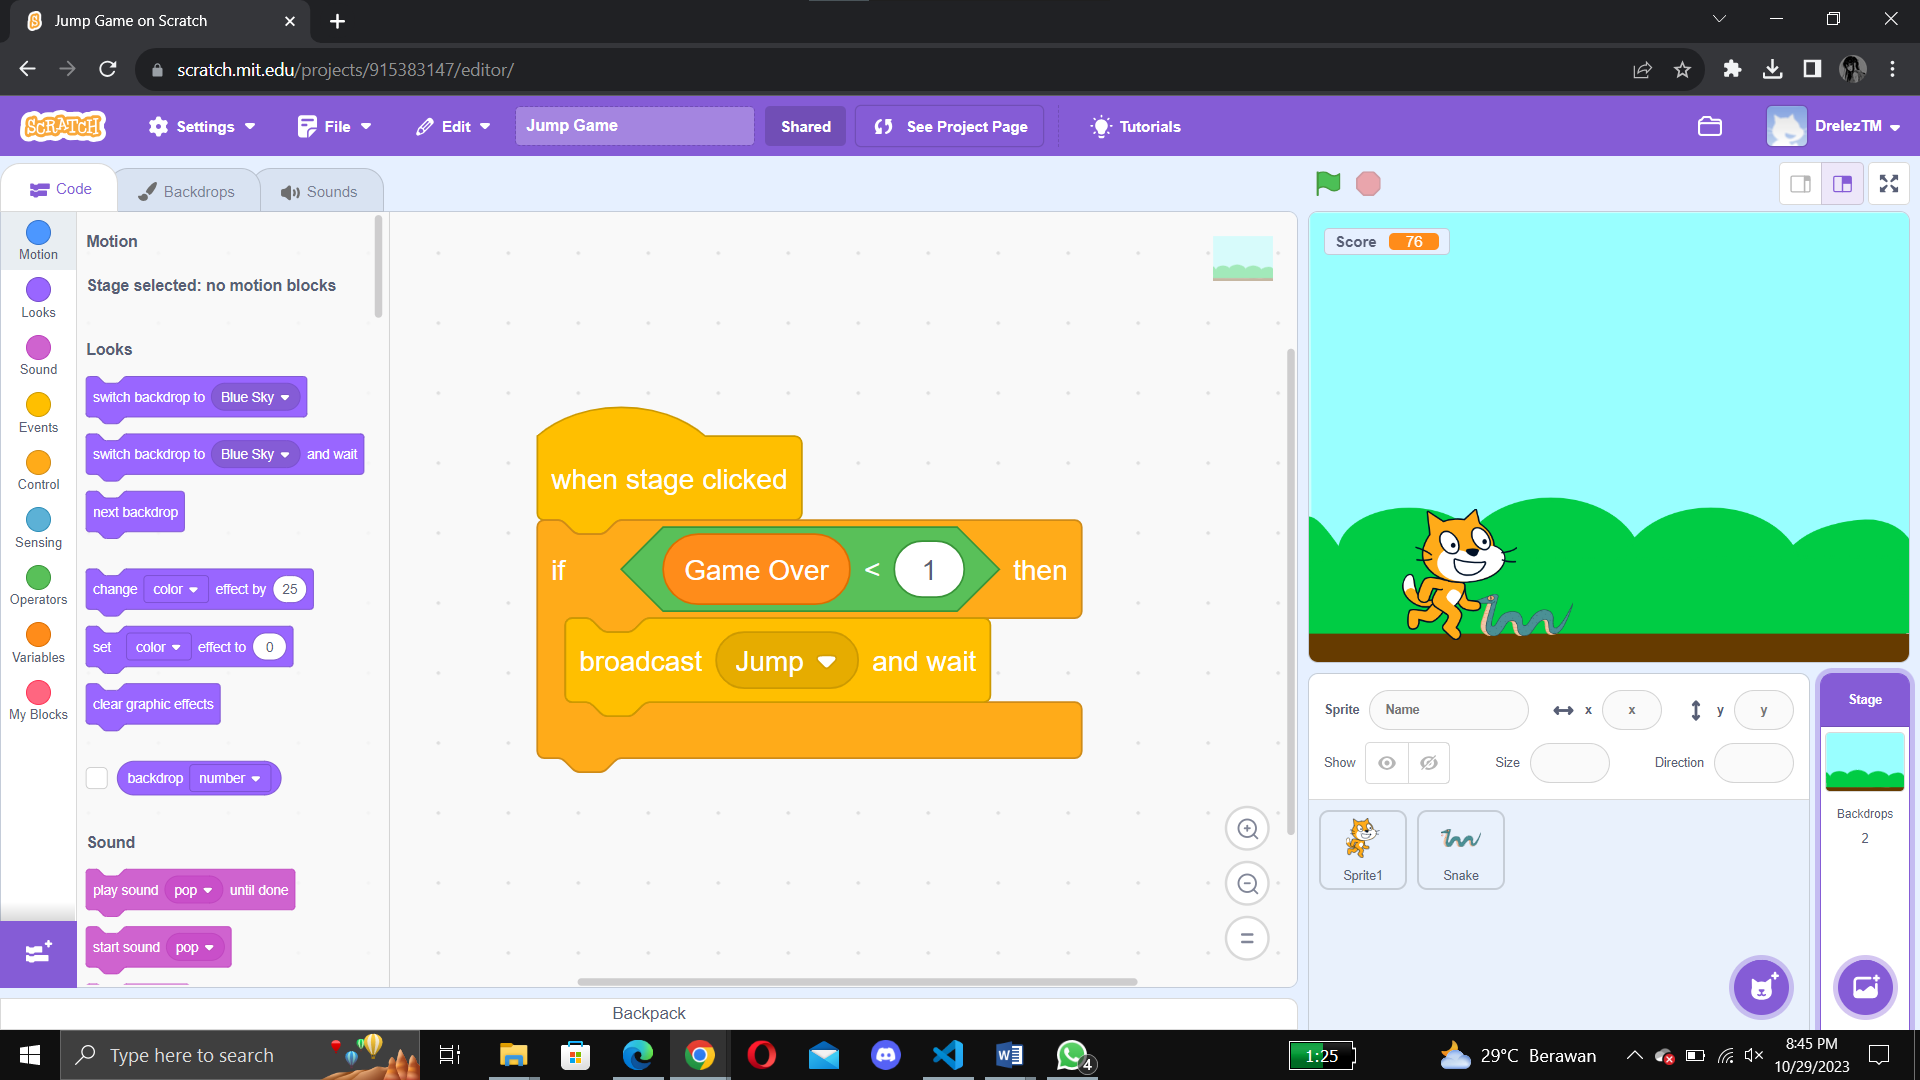 Jump Game on Scratch
scratch.mit.edu/projects/915383147/editor/
SCRATCH
Settings
File
Edit
Jump Game
Shared
See Project Page
Tutorials
DrelezTM
Code
Backdrops
Sounds
Motion
Looks
Sound
Events
Control
Sensing
Operators
Variables
My Blocks
Motion
Stage selected: no motion blocks
Looks
switch backdrop to Blue Sky
switch backdrop to Blue Sky and wait
next backdrop
change color effect by 25
set color effect to 0
clear graphic effects
backdrop number
Sound
play sound pop until done
start sound pop
when stage clicked
if Game Over < 1 then
broadcast Jump and wait
Score 76
Sprite Name x x y y
Show Size Direction
Sprite1
Snake
Stage
Backdrops
2
Backpack
Type here to search
4
1:25
29°C Berawan
8:45 PM
10/29/2023